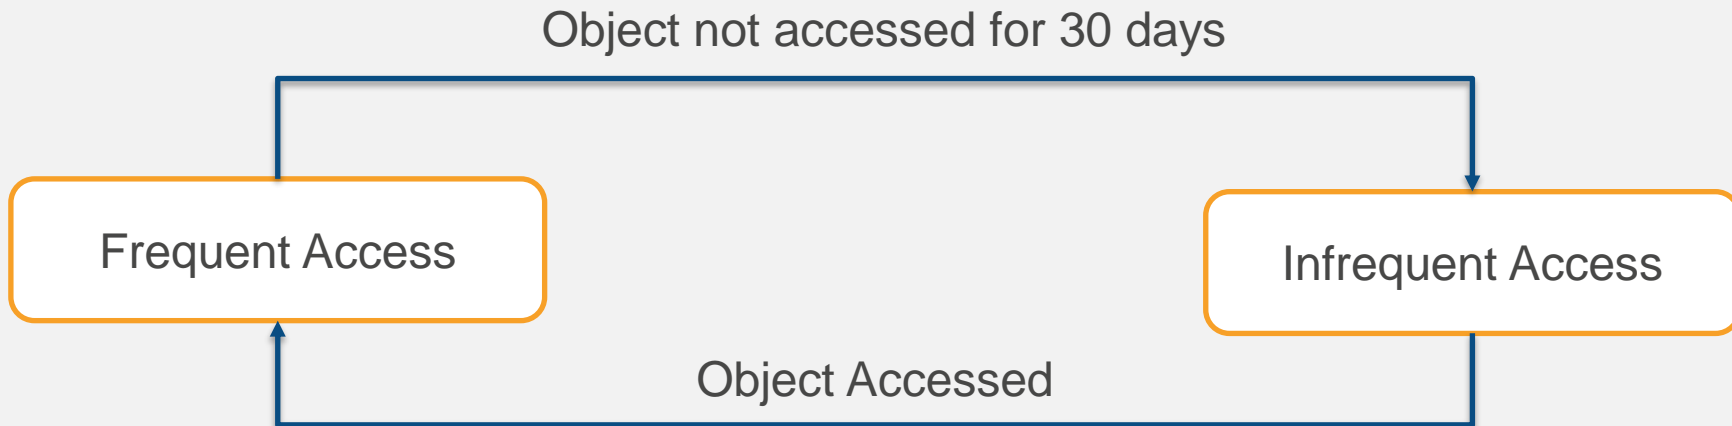 Object not accessed for 30 days
Frequent Access
Infrequent Access
Object Accessed